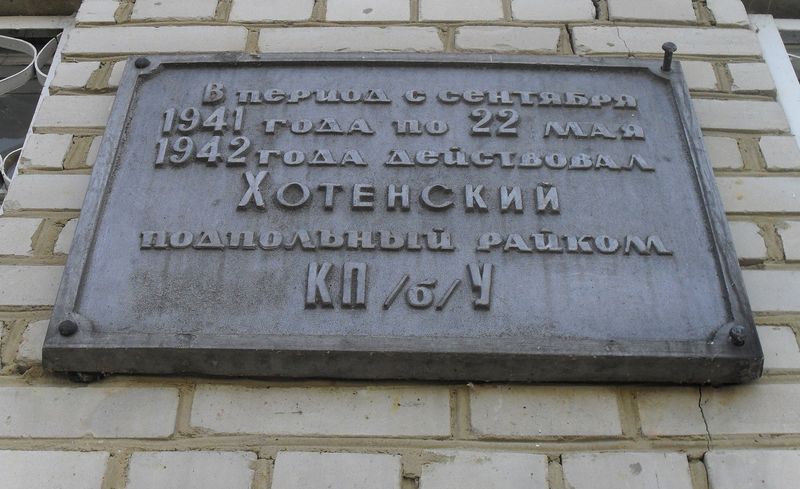 В период с сентября
1941 года по 22 мая
1942 года действовал
Хотенский
подпольный райком
КП /б/ У